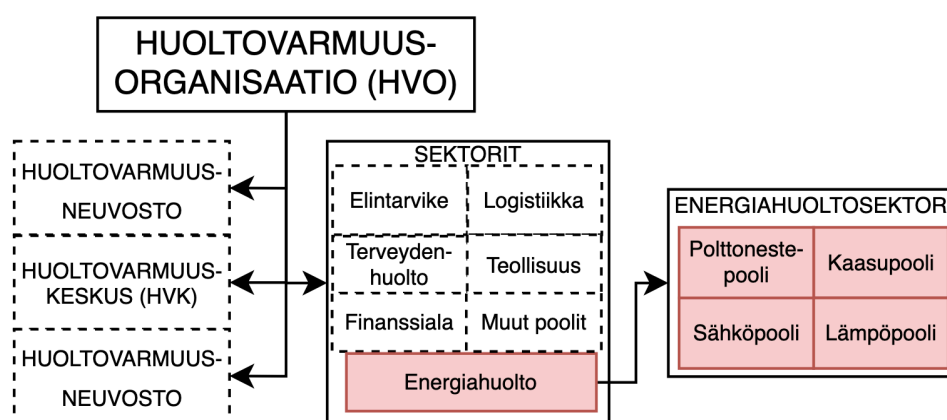 HUOLTOVARMUUS-
ORGANISAATIO (HVO)
HUOLTOVARMUUS-
NEUVOSTO
HUOLTOVARMUUS-
KESKUS (HVK)
HUOLTOVARMUUS-
NEUVOSTO
SEKTORIT
Elintarvike
Logistiikka
Terveyden-
huolto
Teollisuus
Finanssiala
Muut poolit
Energiahuolto
ENERGIAHUOLTOSEKTORI
Polttoneste-
pooli
Kaasupooli
Sähköpooli
Lämpöpooli